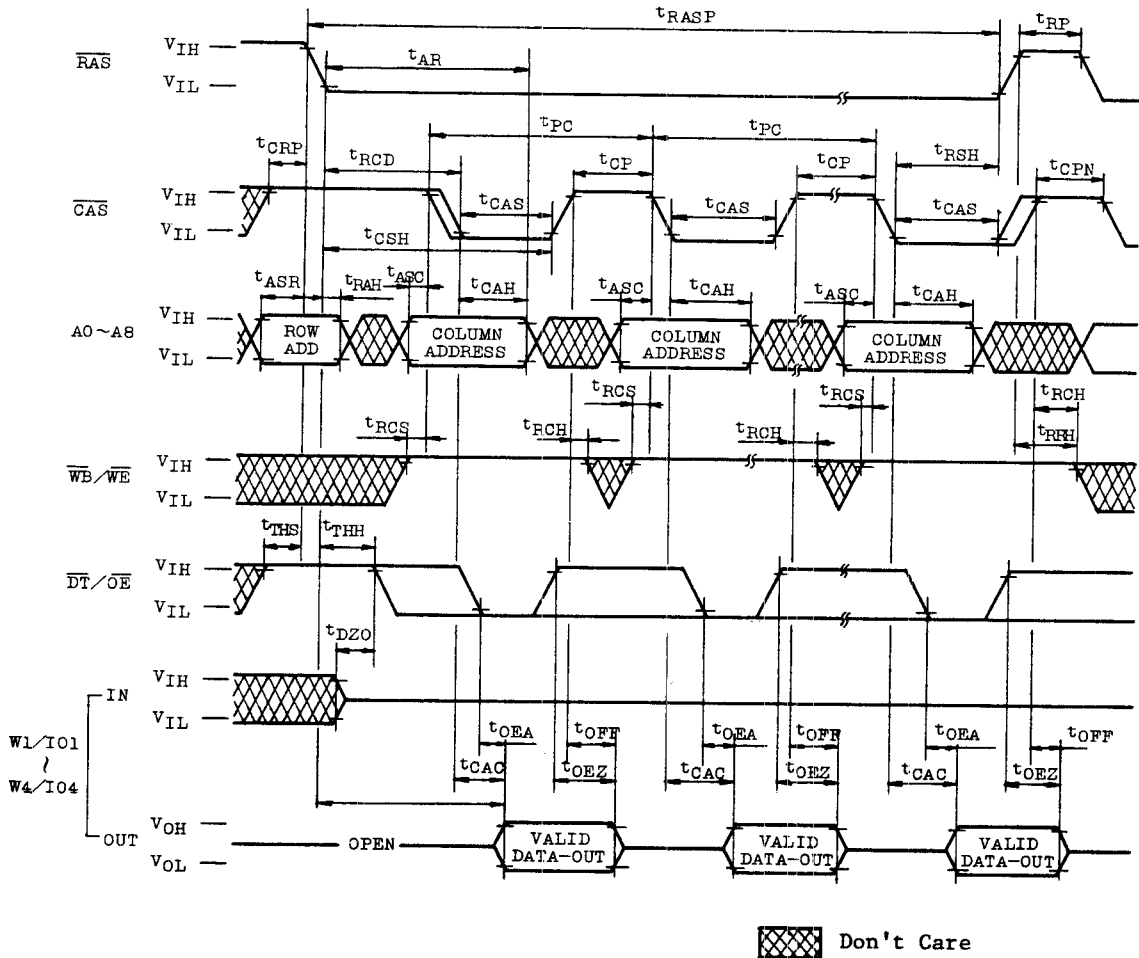 tRASP tRP
RAS VIH tAR
VIL
tPC tPC
tCRP tRCD tCP tCP tRSH tCPN
CAS VIH tCAS tCAS tCAS
VIL
tCSH
tASR tRAH tASC tCAH tASC tCAH tASC tCAH
A0~A8 VIH ROW ADD COLUMN ADDRESS COLUMN ADDRESS COLUMN ADDRESS
VIL
tRCS tRCS tRCH
tRCS tRCH tRCH tRRH
WB/WE VIH
VIL
tTHS tTHH
DT/OE VIH
VIL
tDZO
IN VIH
VIL
W1/IO1
~
W4/IO4
tOEA tOFF tOEA tOFF tOEA tOFF
tCAC tOEZ tCAC tOEZ tCAC tOEZ
OUT VOH OPEN VALID DATA-OUT VALID DATA-OUT VALID DATA-OUT
VOL
Don't Care